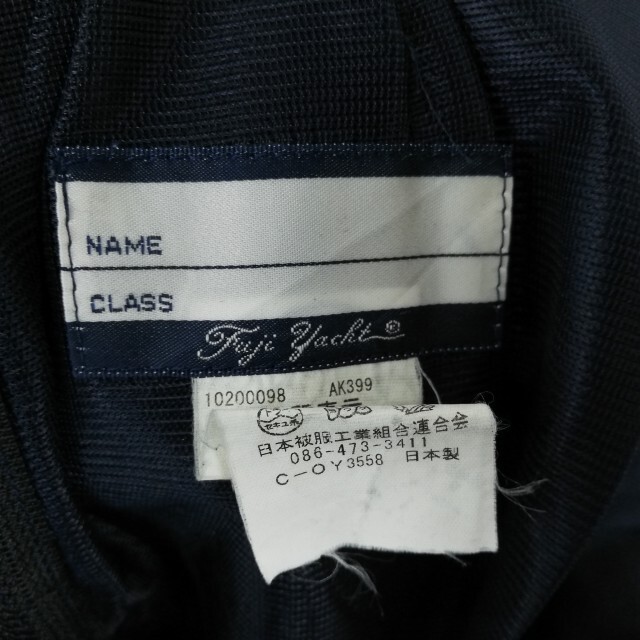 NAME
CLASS
Fuji Yacht®
10200098 AK399
日本被服工業組合連合会
086-473-3411
C-OY3558 日本製